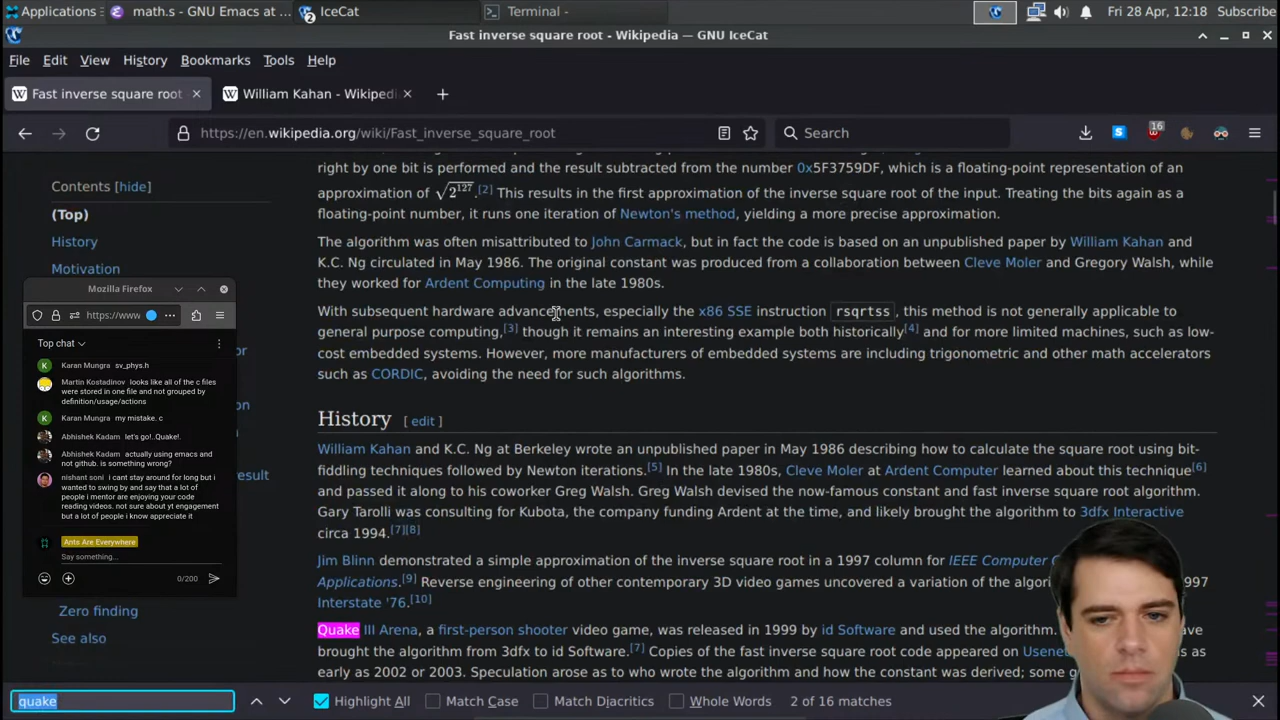 Applications
math.s - GNU Emacs at ...
2
IceCat
Terminal -
Fri 28 Apr, 12:18
Subscribe
Fast inverse square root - Wikipedia — GNU IceCat
File Edit View History Bookmarks Tools Help
Fast inverse square root
William Kahan - Wikiped
https://en.wikipedia.org/wiki/Fast_inverse_square_root
Search
16
Contents [hide]
(Top)
History
Motivation
right by one bit is performed and the result subtracted from the number 0x5F3759DF, which is a floating-point representation of an
approximation of √2^127.[2] This results in the first approximation of the inverse square root of the input. Treating the bits again as a
floating-point number, it runs one iteration of Newton's method, yielding a more precise approximation.
The algorithm was often misattributed to John Carmack, but in fact the code is based on an unpublished paper by William Kahan and
K.C. Ng circulated in May 1986. The original constant was produced from a collaboration between Cleve Moler and Gregory Walsh, while
they worked for Ardent Computing in the late 1980s.
With subsequent hardware advancements, especially the x86 SSE instruction rsqrtss, this method is not generally applicable to
general purpose computing,[3] though it remains an interesting example both historically[4] and for more limited machines, such as low-
cost embedded systems. However, more manufacturers of embedded systems are including trigonometric and other math accelerators
such as CORDIC, avoiding the need for such algorithms.
History [ edit ]
William Kahan and K.C. Ng at Berkeley wrote an unpublished paper in May 1986 describing how to calculate the square root using bit-
fiddling techniques followed by Newton iterations.[5] In the late 1980s, Cleve Moler at Ardent Computer learned about this technique[6]
and passed it along to his coworker Greg Walsh. Greg Walsh devised the now-famous constant and fast inverse square root algorithm.
Gary Tarolli was consulting for Kubota, the company funding Ardent at the time, and likely brought the algorithm to 3dfx Interactive
circa 1994.[7][8]
Jim Blinn demonstrated a simple approximation of the inverse square root in a 1997 column for IEEE Computer
Applications.[9] Reverse engineering of other contemporary 3D video games uncovered a variation of the algori 997
Interstate '76.[10]
Quake III Arena, a first-person shooter video game, was released in 1999 by id Software and used the algorithm. ave
brought the algorithm from 3dfx to id Software.[7] Copies of the fast inverse square root code appeared on Usene s as
early as 2002 or 2003. Speculation arose as to who wrote the algorithm and how the constant was derived; some g
Mozilla Firefox
https://www
Top chat
Karan Mungra sv_phys.h
Martin Kostadinov looks like all of the c files
were stored in one file and not grouped by
definition/usage/actions
Karan Mungra my mistake. c
Abhishek Kadam let's go!..Quake!.
Abhishek Kadam actually using emacs and
not github. is something wrong?
nishant soni i cant stay around for long but i
wanted to swing by and say that a lot of
people i mentor are enjoying your code
reading videos. not sure about yt engagement
but a lot of people i know appreciate it
Ants Are Everywhere
Say something...
0/200
or
on
result
Zero finding
See also
quake
Highlight All
Match Case
Match Diacritics
Whole Words
2 of 16 matches